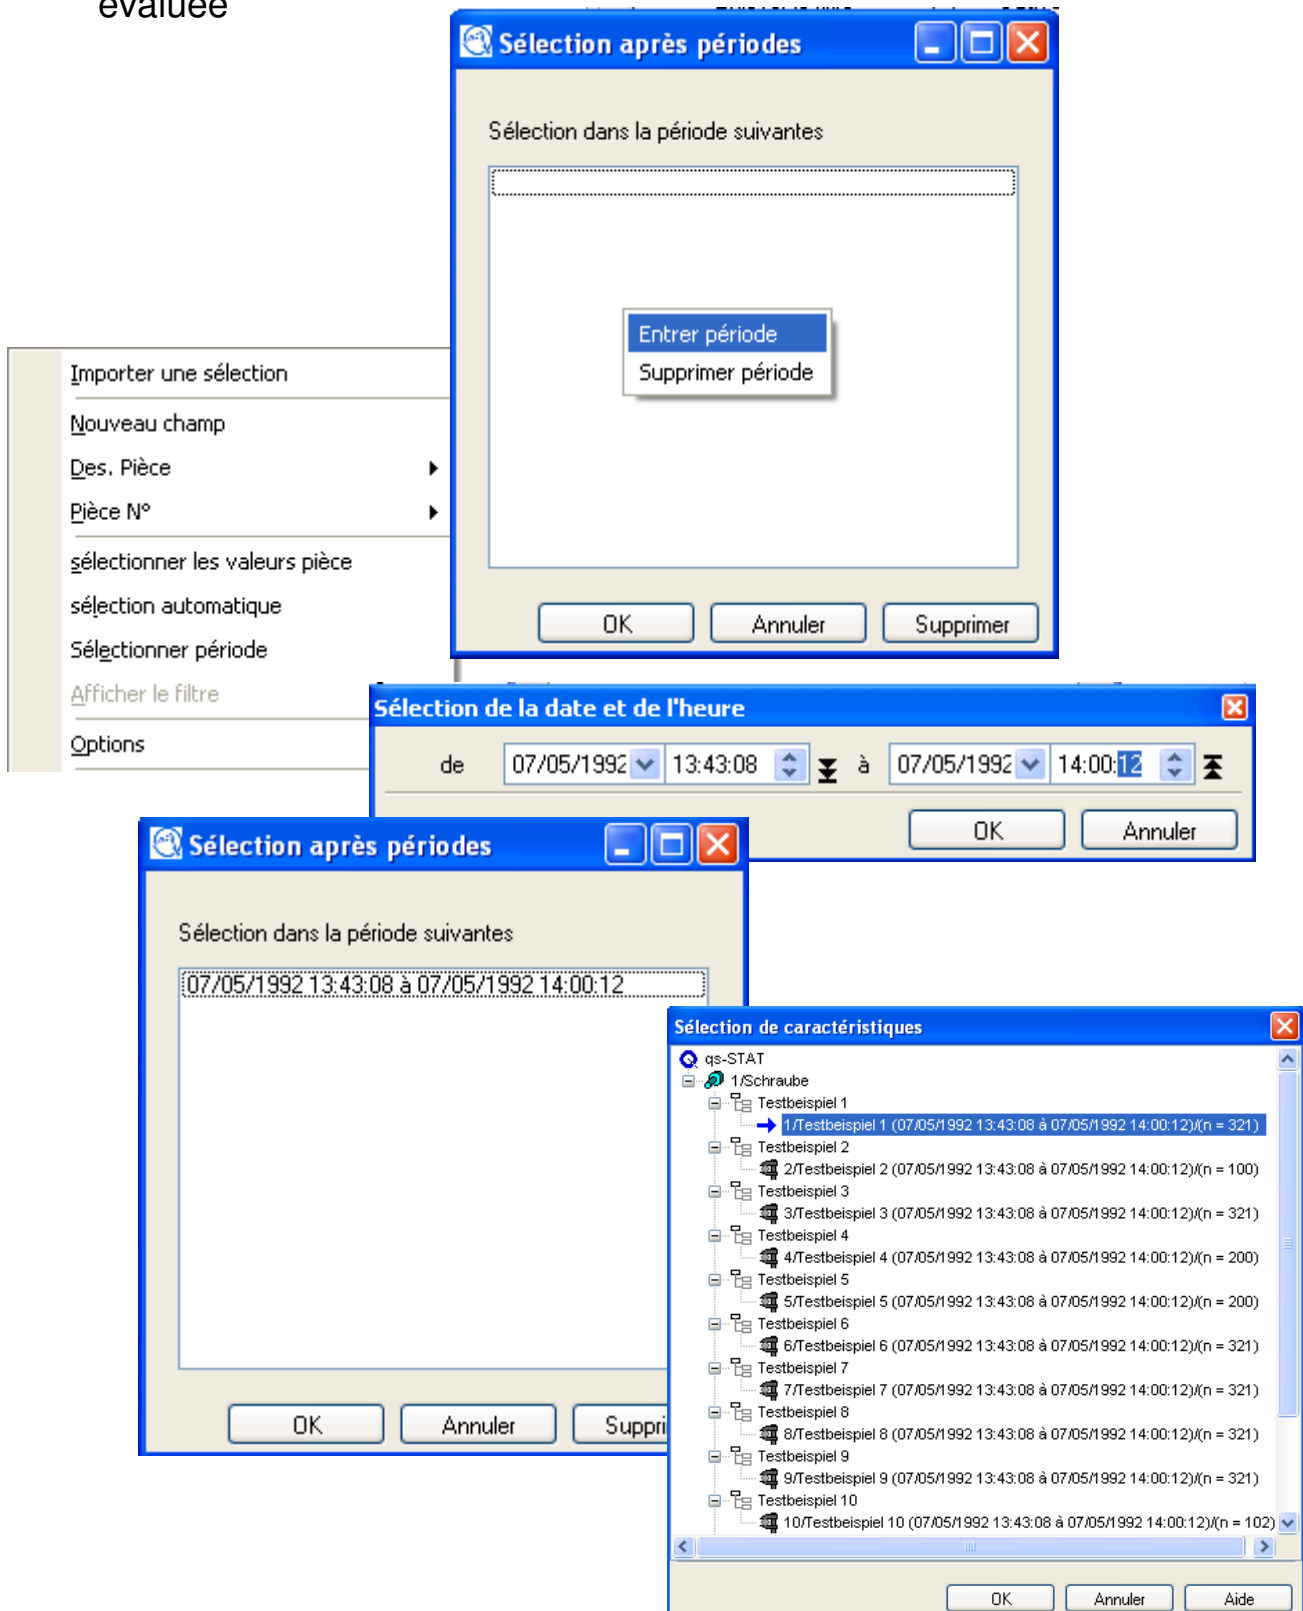 évaluée
Sélection après périodes
Sélection dans la période suivantes
Entrer période
Supprimer période
OK
Annuler
Supprimer
Importer une sélection
Nouveau champ
Des. Pièce
Pièce N°
sélectionner les valeurs pièce
sélection automatique
Sélectionner période
Afficher le filtre
Options
Sélection de la date et de l'heure
de 07/05/1992 13:43:08 à 07/05/1992 14:00:12
OK
Annuler
Sélection après périodes
Sélection dans la période suivantes
07/05/1992 13:43:08 à 07/05/1992 14:00:12
OK
Annuler
Suppri
Sélection de caractéristiques
qs-STAT
1/Schraube
Testbeispiel 1
1/Testbeispiel 1 (07/05/1992 13:43:08 à 07/05/1992 14:00:12)/(n = 321)
Testbeispiel 2
2/Testbeispiel 2 (07/05/1992 13:43:08 à 07/05/1992 14:00:12)/(n = 100)
Testbeispiel 3
3/Testbeispiel 3 (07/05/1992 13:43:08 à 07/05/1992 14:00:12)/(n = 321)
Testbeispiel 4
4/Testbeispiel 4 (07/05/1992 13:43:08 à 07/05/1992 14:00:12)/(n = 200)
Testbeispiel 5
5/Testbeispiel 5 (07/05/1992 13:43:08 à 07/05/1992 14:00:12)/(n = 200)
Testbeispiel 6
6/Testbeispiel 6 (07/05/1992 13:43:08 à 07/05/1992 14:00:12)/(n = 321)
Testbeispiel 7
7/Testbeispiel 7 (07/05/1992 13:43:08 à 07/05/1992 14:00:12)/(n = 321)
Testbeispiel 8
8/Testbeispiel 8 (07/05/1992 13:43:08 à 07/05/1992 14:00:12)/(n = 321)
Testbeispiel 9
9/Testbeispiel 9 (07/05/1992 13:43:08 à 07/05/1992 14:00:12)/(n = 321)
Testbeispiel 10
10/Testbeispiel 10 (07/05/1992 13:43:08 à 07/05/1992 14:00:12)/(n = 102)
OK
Annuler
Aide